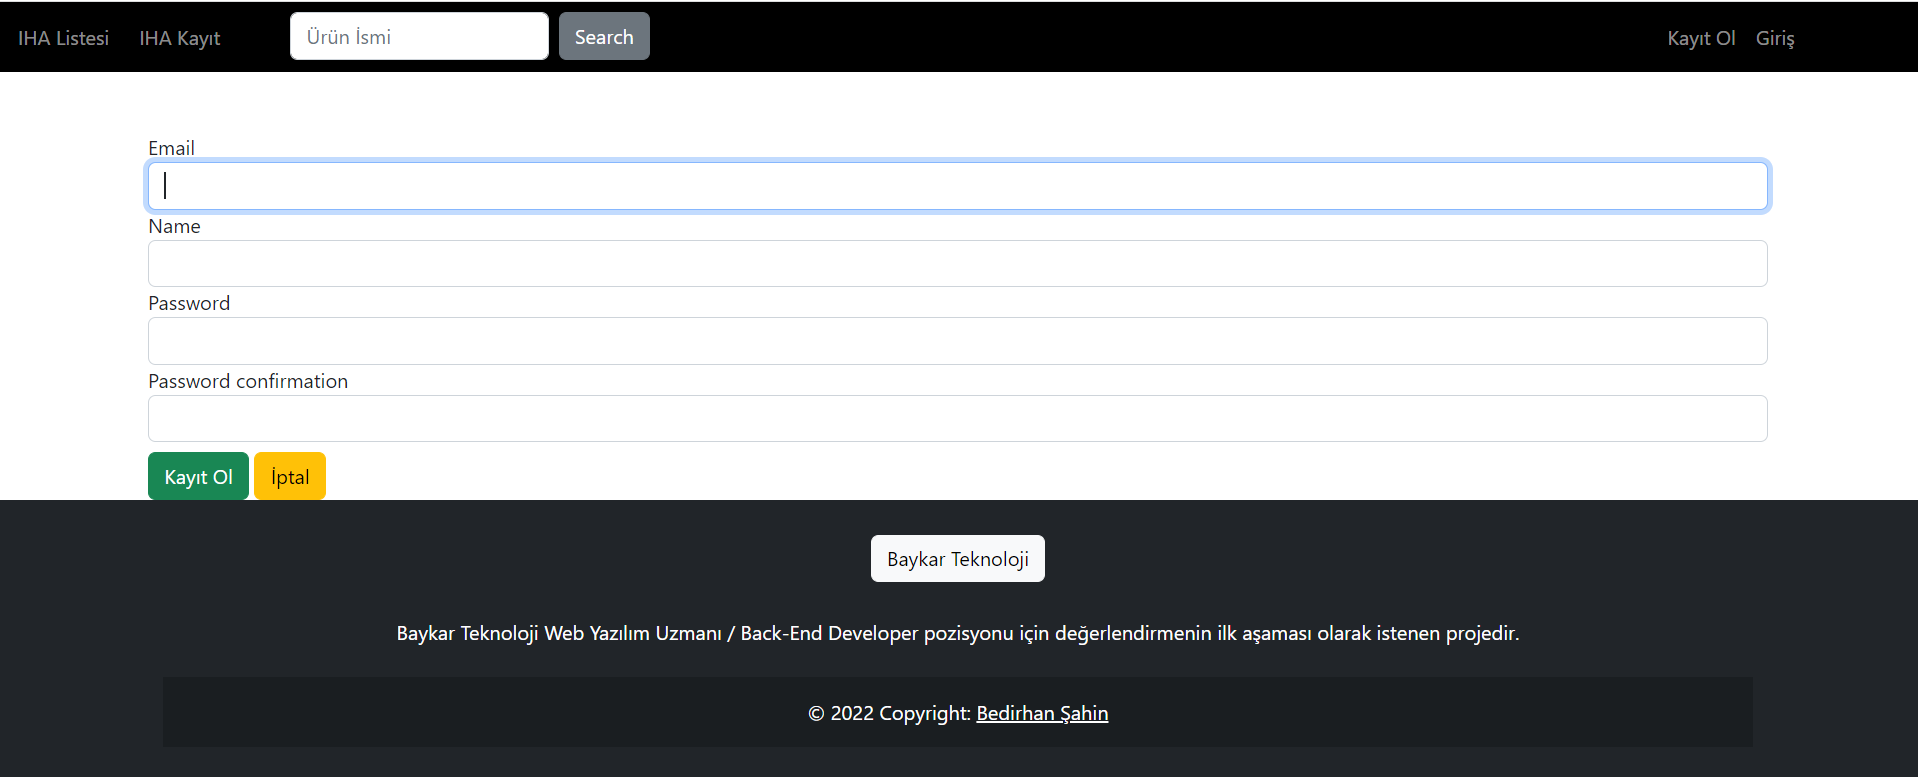 IHA Listesi IHA Kayıt Ürün İsmi Search Kayıt Ol Giriş
Email
Name
Password
Password confirmation
Kayıt Ol İptal
Baykar Teknoloji
Baykar Teknoloji Web Yazılım Uzmanı / Back-End Developer pozisyonu için değerlendirmenin ilk aşaması olarak istenen projedir.
© 2022 Copyright: Bedirhan Şahin